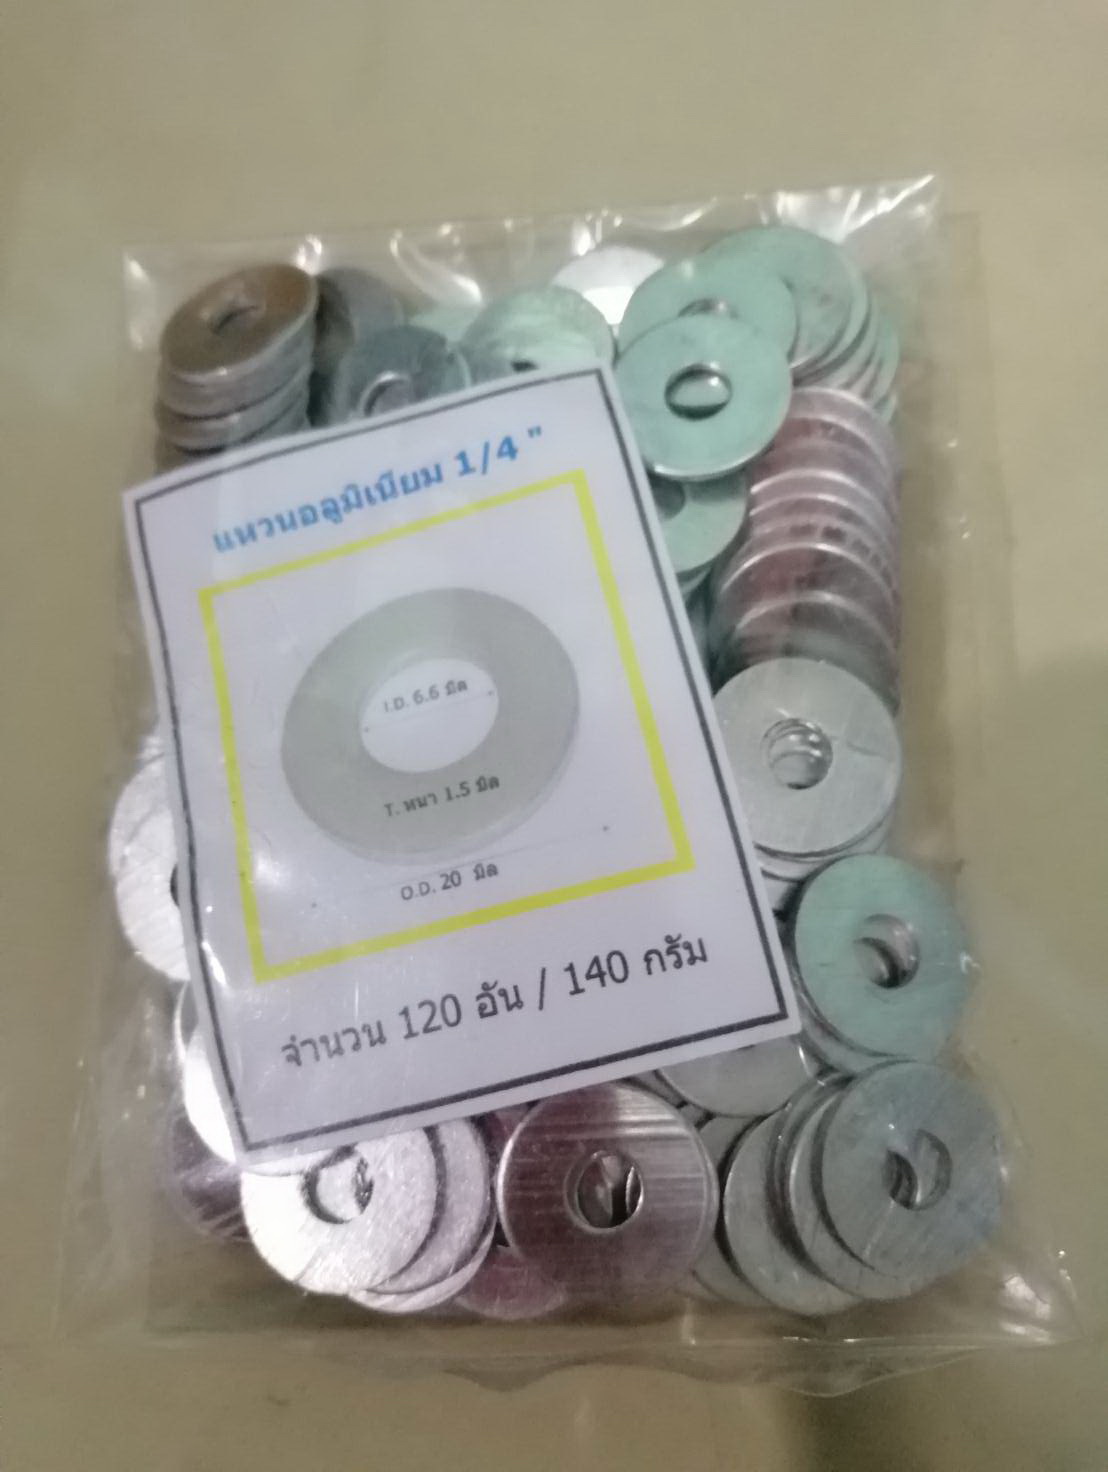 แหวนอลูมิเนียม 1/4 "
I.D. 6.6 มิล
T. หนา 1.5 มิล
O.D. 20 มิล
จำนวน 120 อัน / 140 กรัม